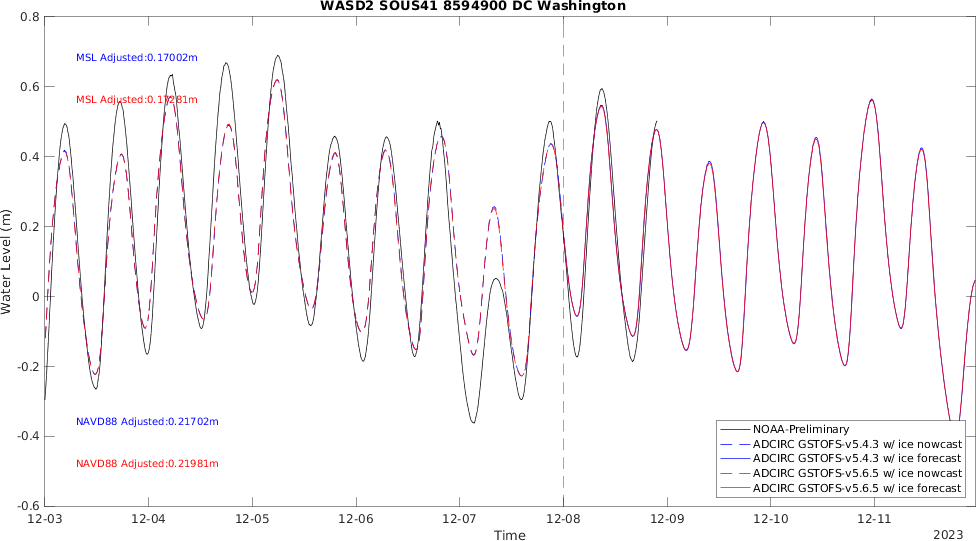 WASD2 SOUS41 8594900 DC Washington
0.8
0.6
0.4
0.2
0
-0.2
-0.4
-0.6
Water Level (m)
MSL Adjusted:0.17002m
MSL Adjusted:0.17281m
NAVD88 Adjusted:0.21702m
NAVD88 Adjusted:0.21981m
NOAA-Preliminary
ADCIRC GSTOFS-v5.4.3 w/ ice nowcast
ADCIRC GSTOFS-v5.4.3 w/ ice forecast
ADCIRC GSTOFS-v5.6.5 w/ ice nowcast
ADCIRC GSTOFS-v5.6.5 w/ ice forecast
12-03 12-04 12-05 12-06 12-07 12-08 12-09 12-10 12-11
Time
2023